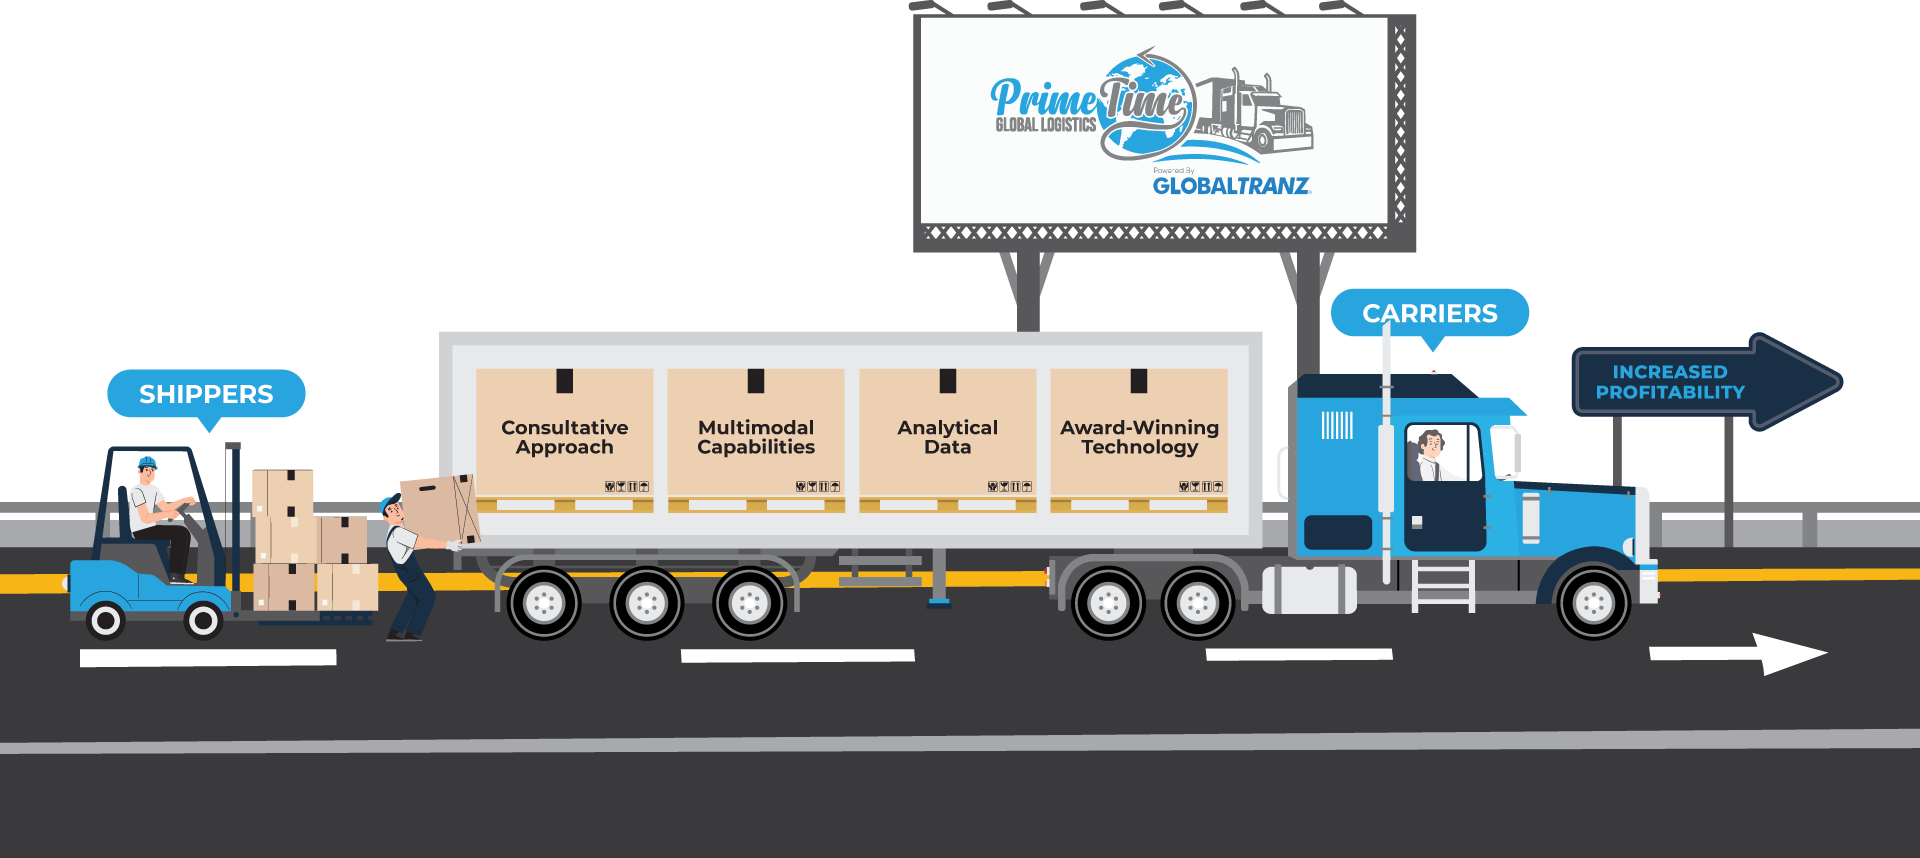 Prime Time
GLOBAL LOGISTICS
Powered By
GLOBALTRANZ
CARRIERS
INCREASED
PROFITABILITY
SHIPPERS
Consultative
Approach
Multimodal
Capabilities
Analytical
Data
Award-Winning
Technology